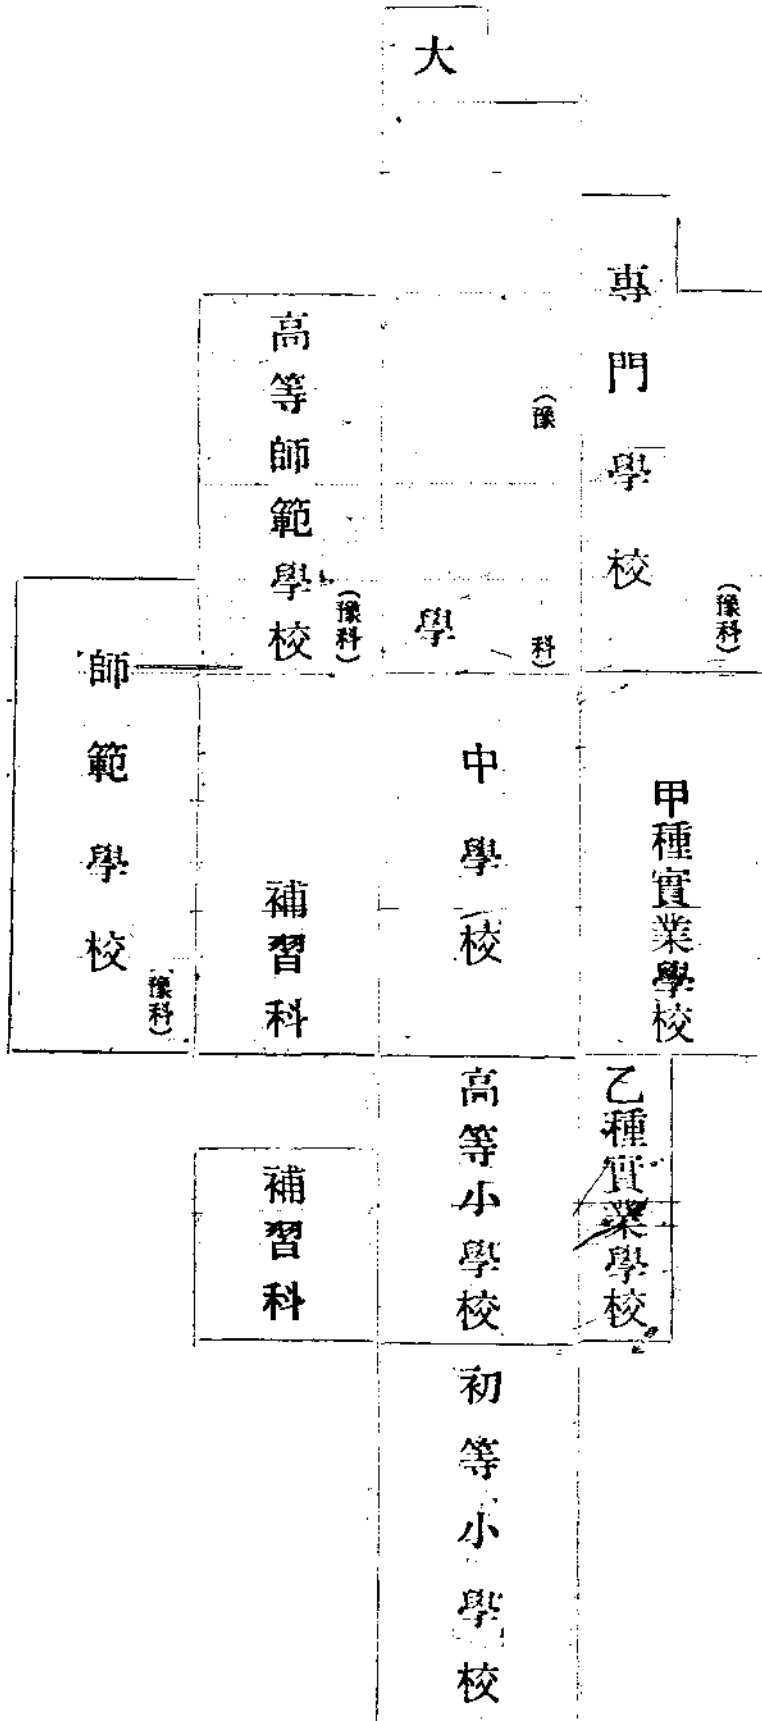 大學
(豫科)
專門學校
(豫科)
高等師範學校
(豫科)
師範學校
(豫科)
補習科
中學校
甲種實業學校
補習科
高等小學校
乙種實業學校
初等小學校